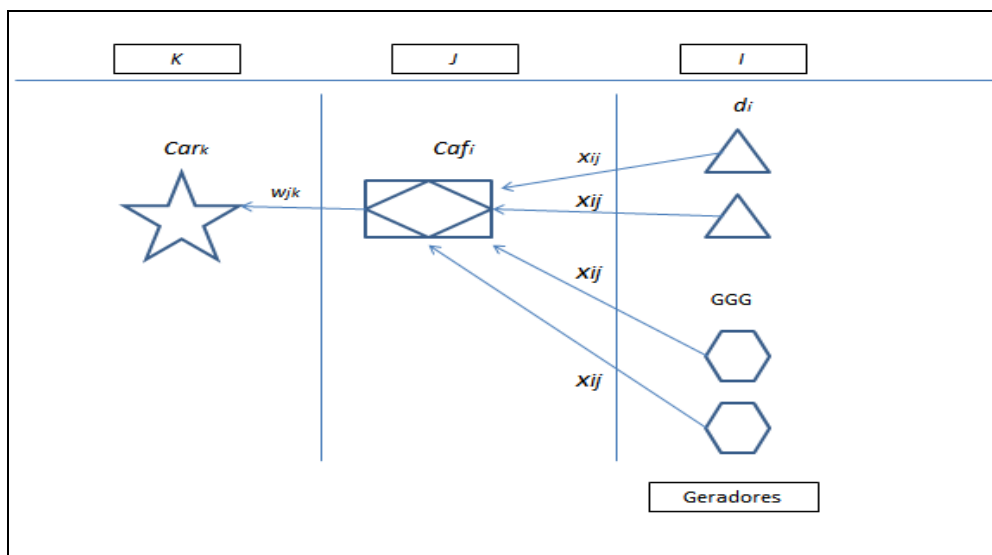 K
J
I
di
Cark
Cafi
xij
wjk
xij
xij
GGG
xij
Geradores